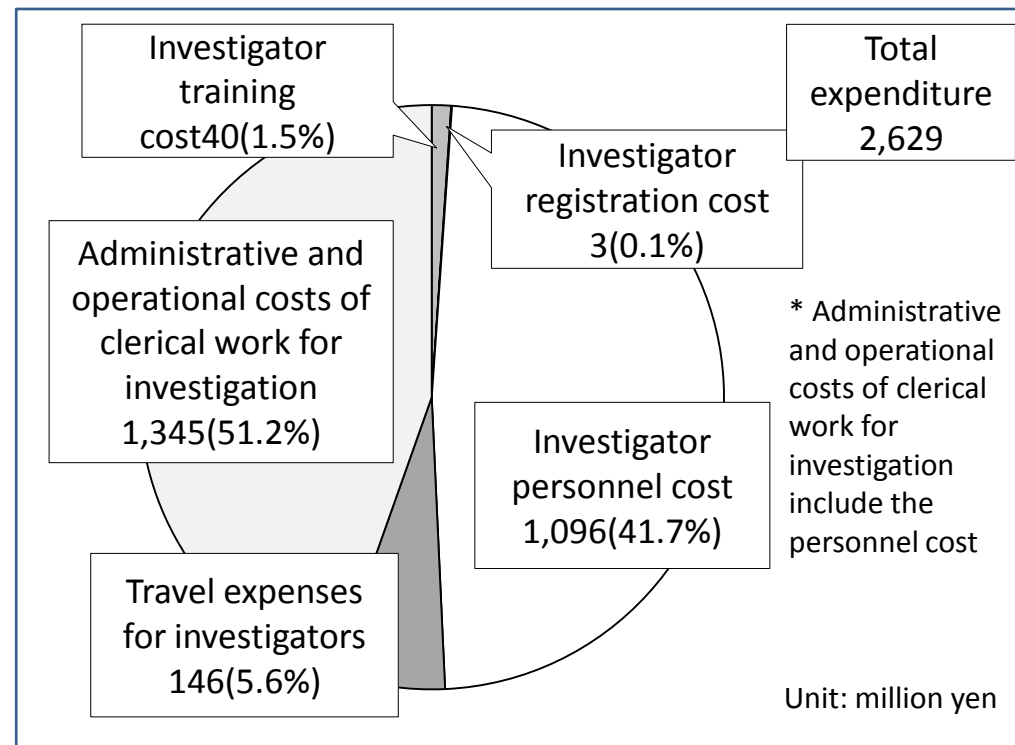 Investigator
training
cost40(1.5%)
Total
expenditure
2,629
Investigator
registration cost
3(0.1%)
Administrative and
operational costs of
clerical work for
investigation
1,345(51.2%)
* Administrative
and operational
costs of clerical
work for
investigation
include the
personnel cost
Investigator
personnel cost
1,096(41.7%)
Travel expenses
for investigators
146(5.6%)
Unit: million yen